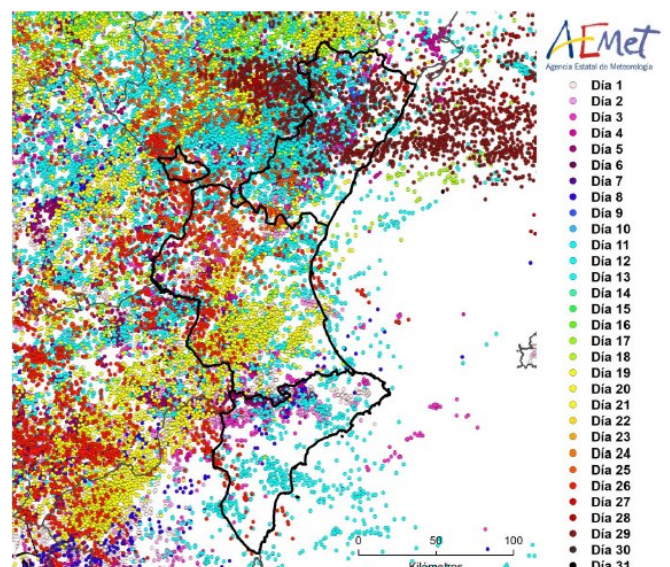 AEMet
Agencia Estatal de Meteorología
Día 1
Día 2
Día 3
Día 4
Día 5
Día 6
Día 7
Día 8
Día 9
Día 10
Día 11
Día 12
Día 13
Día 14
Día 15
Día 16
Día 17
Día 18
Día 19
Día 20
Día 21
Día 22
Día 23
Día 24
Día 25
Día 26
Día 27
Día 28
Día 29
Día 30
Día 31
0 50 100
Kilómetros